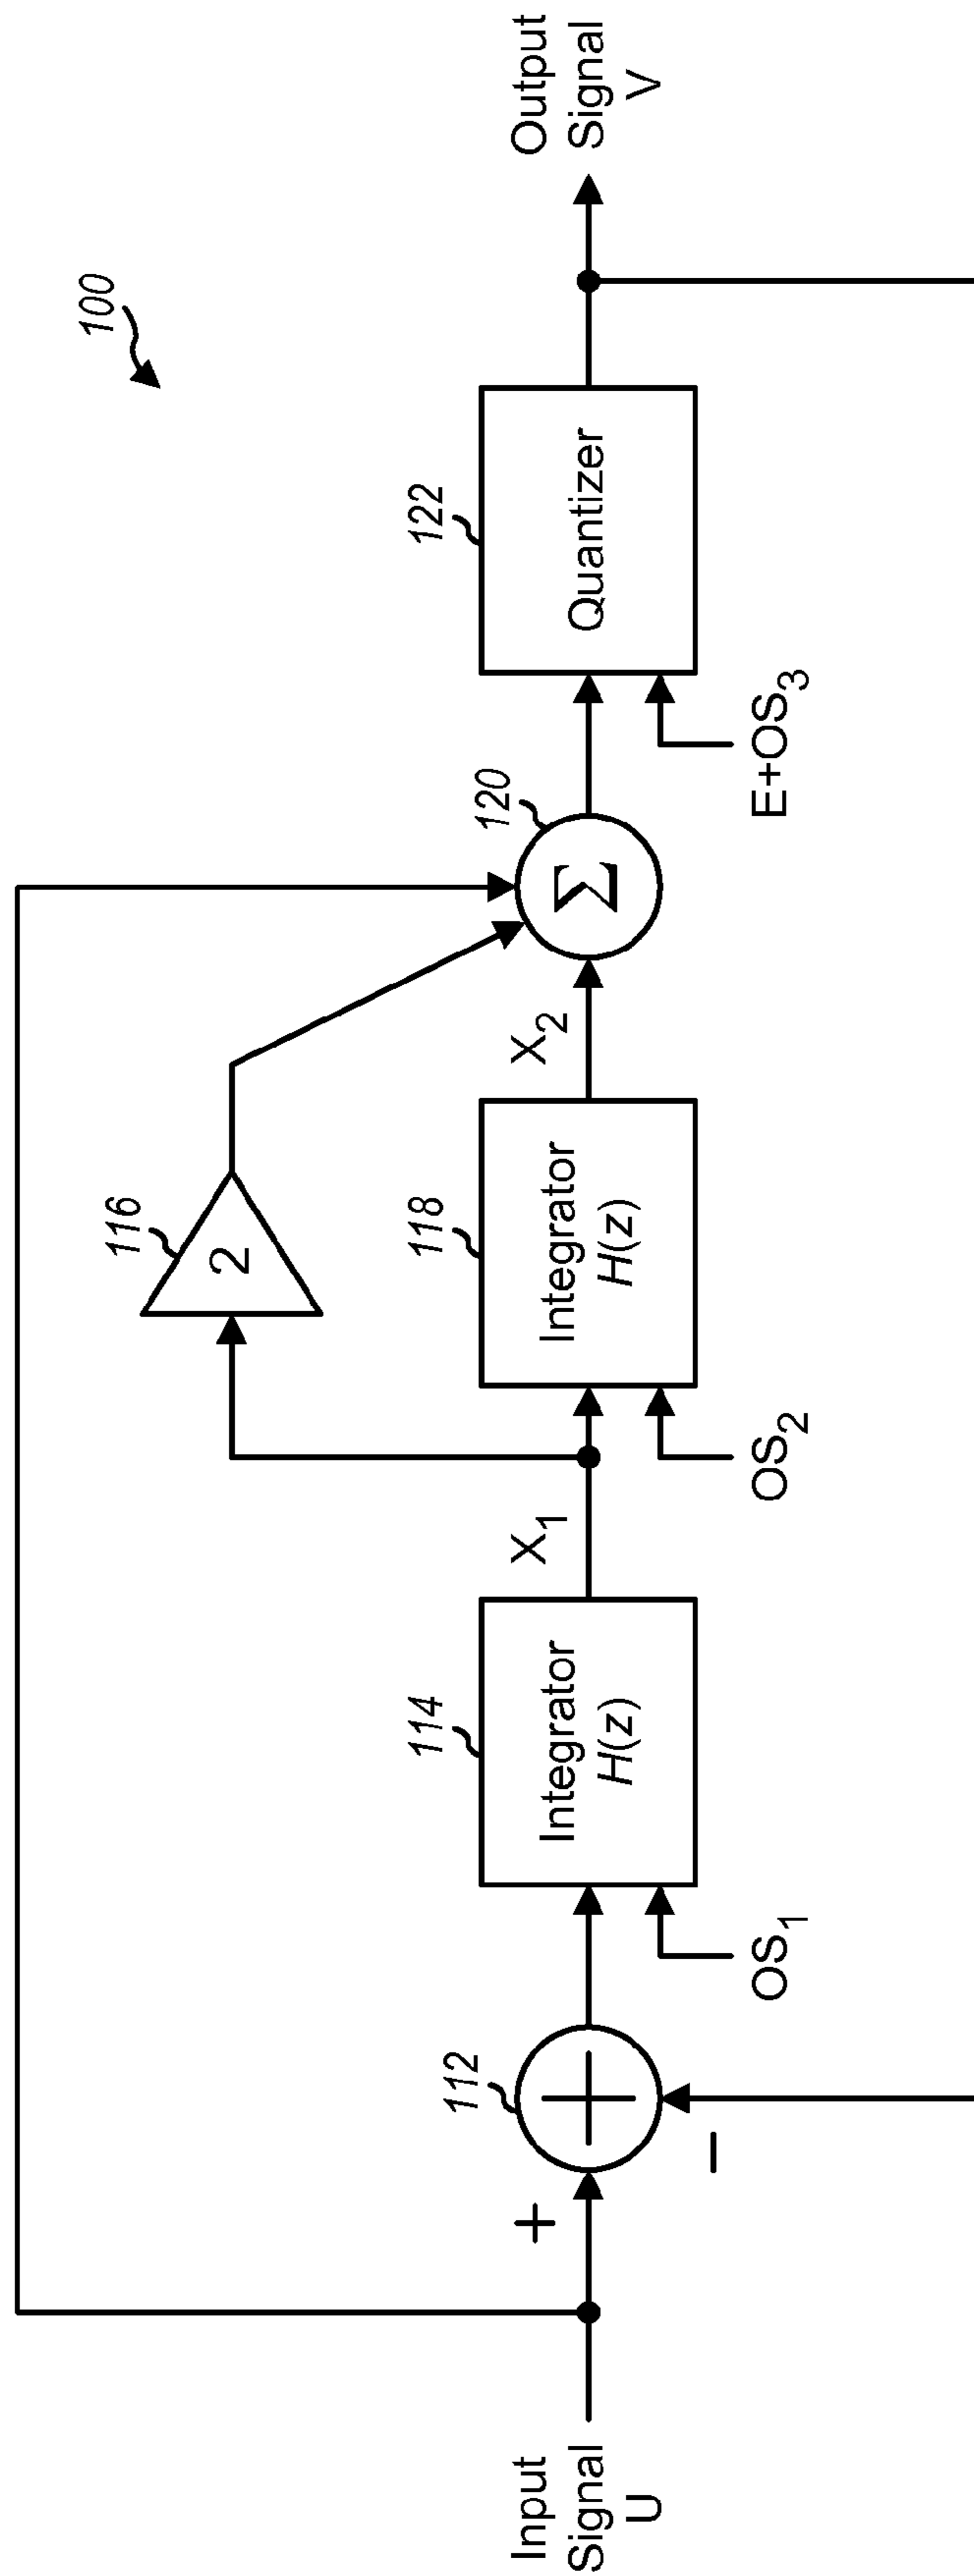 100
Input
Signal
U
+
−
112
OS1
114
Integrator
H(z)
X1
116
2
OS2
118
Integrator
H(z)
X2
120
Σ
E+OS3
122
Quantizer
Output
Signal
V